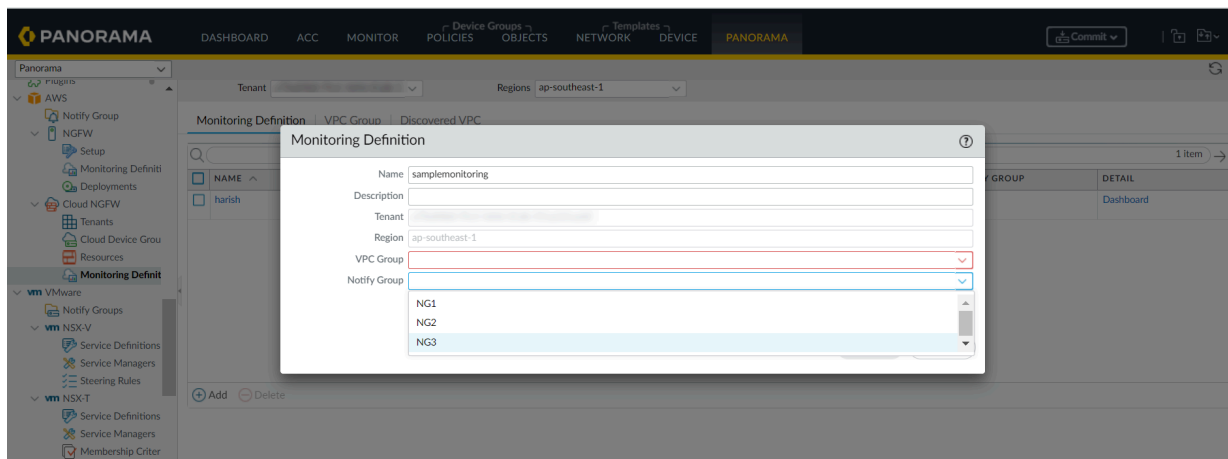 PANORAMA
DASHBOARD ACC MONITOR
Device Groups
POLICIES OBJECTS
Templates
NETWORK DEVICE
PANORAMA
Commit
Panorama
Plugins
AWS
Notify Group
NGFW
Setup
Monitoring Definiti
Deployments
Cloud NGFW
Tenants
Cloud Device Grou
Resources
Monitoring Definit
vm VMware
Notify Groups
vm NSX-V
Service Definitions
Service Managers
Steering Rules
vm NSX-T
Service Definitions
Service Managers
Membership Criter
Tenant
Regions ap-southeast-1
Monitoring Definition VPC Group Discovered VPC
1 item
NAME
GROUP
DETAIL
harish
Dashboard
Monitoring Definition
Name samplemonitoring
Description
Tenant
Region ap-southeast-1
VPC Group
Notify Group
NG1
NG2
NG3
Add Delete